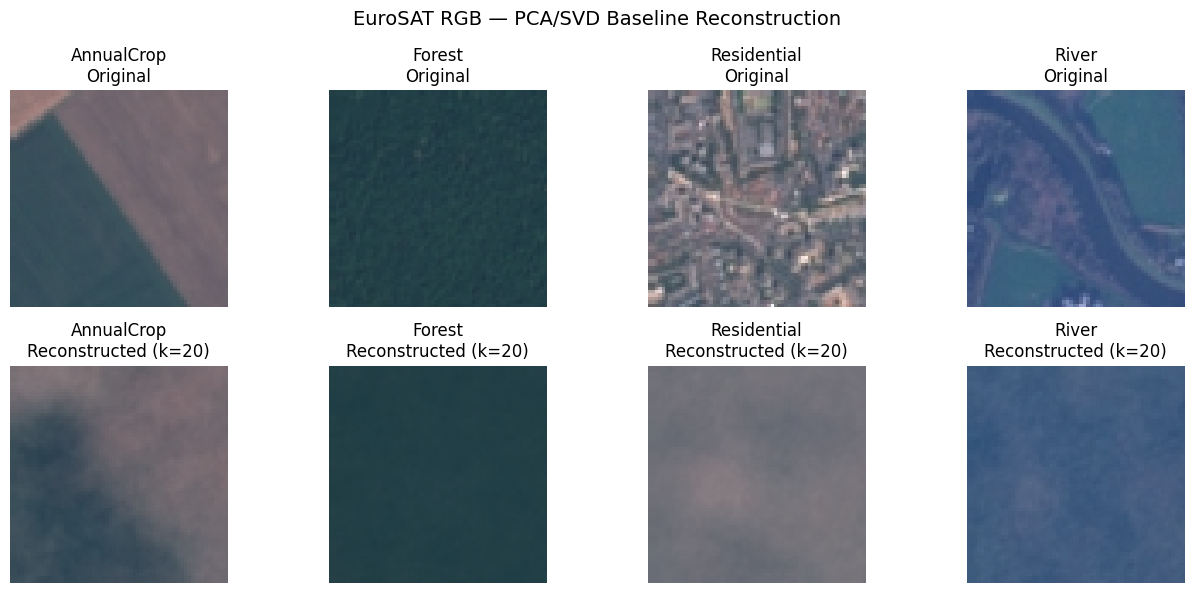 EuroSAT RGB — PCA/SVD Baseline Reconstruction
AnnualCrop
Original
Forest
Original
Residential
Original
River
Original
AnnualCrop
Reconstructed (k=20)
Forest
Reconstructed (k=20)
Residential
Reconstructed (k=20)
River
Reconstructed (k=20)